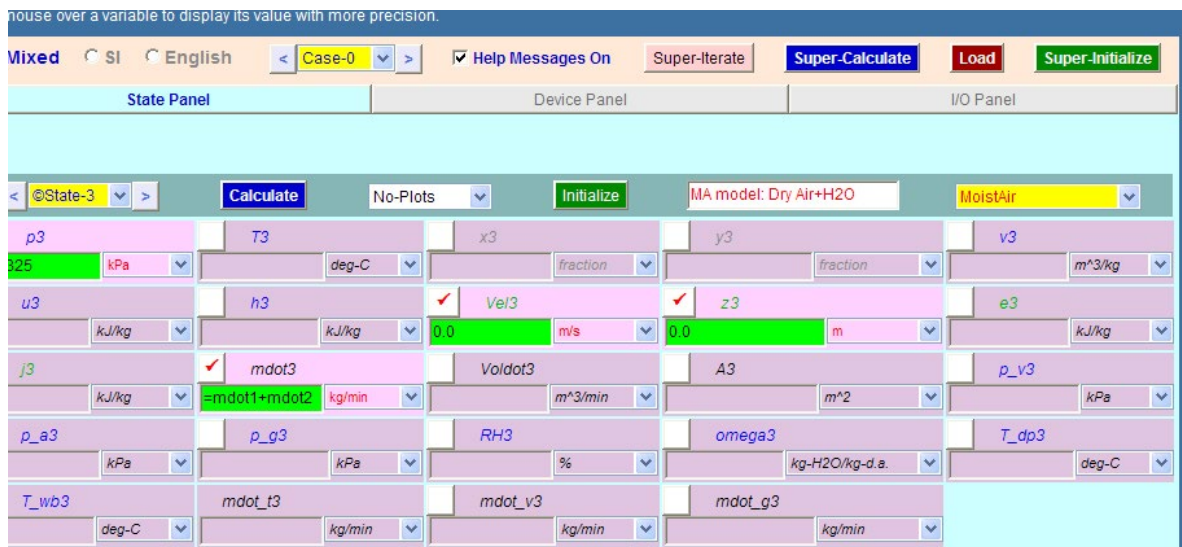 mouse over a variable to display its value with more precision.
Mixed SI English < Case-0 > Help Messages On Super-Iterate Super-Calculate Load Super-Initialize
State Panel Device Panel I/O Panel
< ©State-3 > Calculate No-Plots Initialize MA model: Dry Air+H2O MoistAir
p3 T3 x3 y3 v3
325 kPa deg-C fraction fraction m^3/kg
u3 h3 Vel3 z3 e3
kJ/kg kJ/kg 0.0 m/s 0.0 m kJ/kg
j3 mdot3 Voldot3 A3 p_v3
kJ/kg =mdot1+mdot2 kg/min m^3/min m^2 kPa
p_a3 p_g3 RH3 omega3 T_dp3
kPa kPa % kg-H2O/kg-d.a. deg-C
T_wb3 mdot_t3 mdot_v3 mdot_g3
deg-C kg/min kg/min kg/min